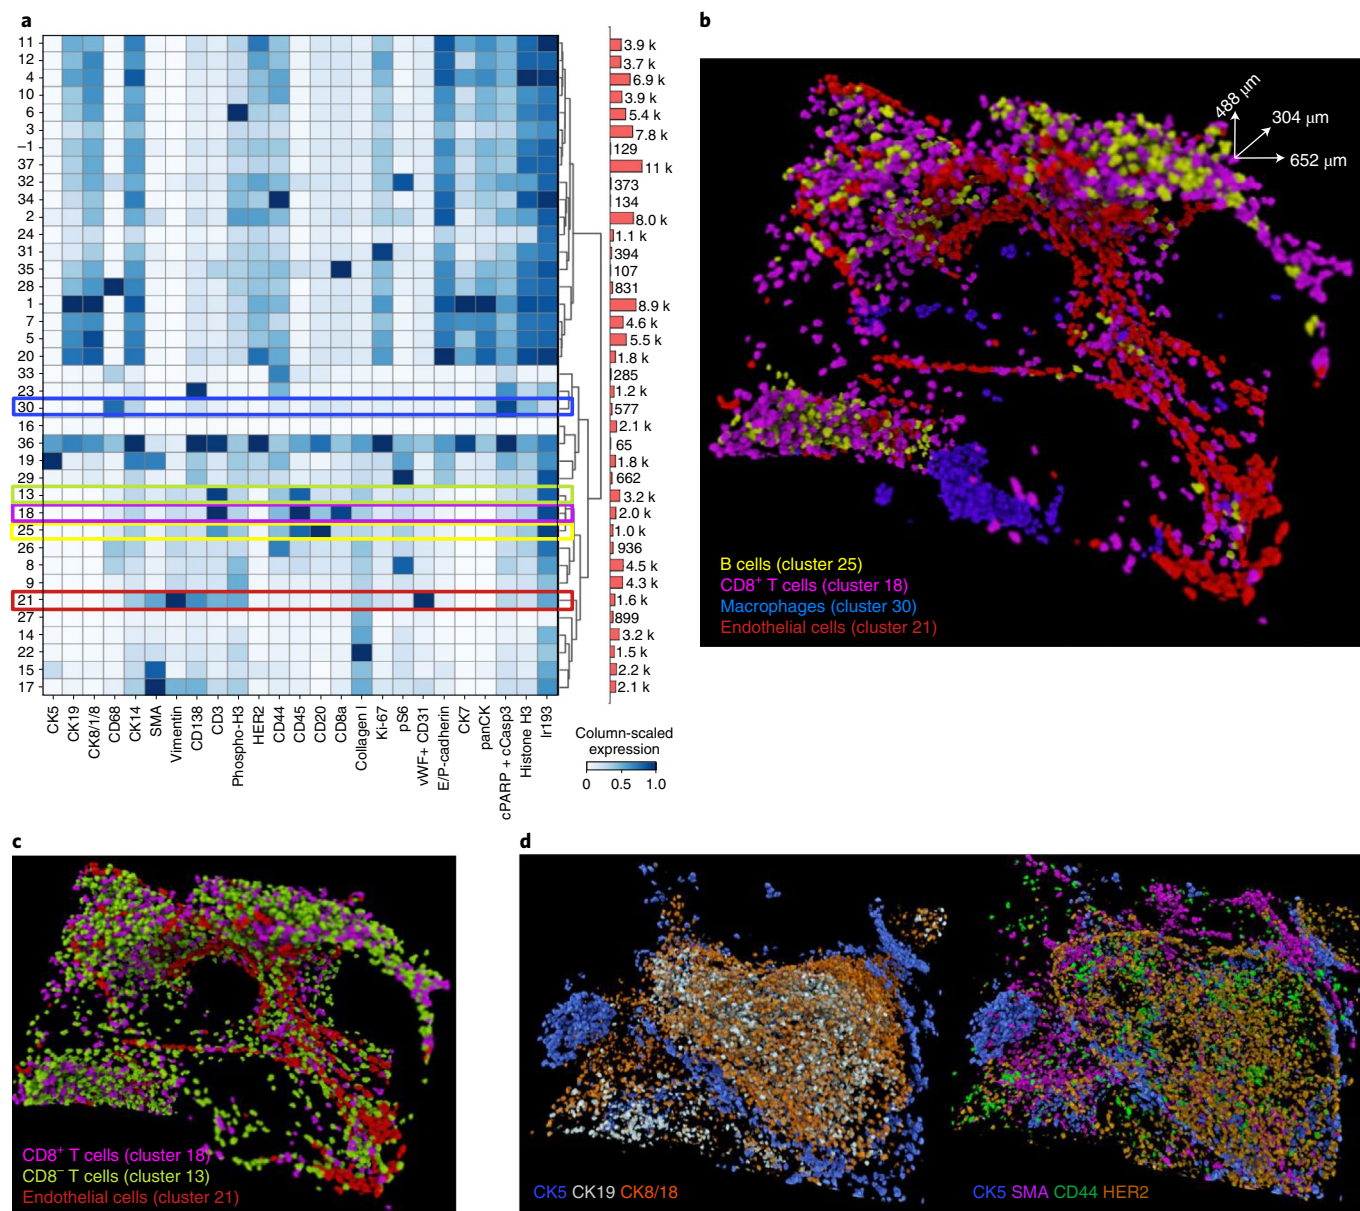 a
11
12
4
10
6
3
–1
37
32
34
2
24
31
35
28
1
7
5
20
33
23
30
16
36
19
29
13
18
25
26
8
9
21
27
14
22
15
17
3.9 k
3.7 k
6.9 k
3.9 k
5.4 k
7.8 k
129
11 k
373
134
8.0 k
1.1 k
394
107
831
8.9 k
4.6 k
5.5 k
1.8 k
285
1.2 k
577
2.1 k
65
1.8 k
662
3.2 k
2.0 k
1.0 k
936
4.5 k
4.3 k
1.6 k
899
3.2 k
1.5 k
2.2 k
2.1 k
CK5
CK19
CK8/1/8
CD68
CK14
SMA
Vimentin
CD138
CD3
Phospho-H3
HER2
CD44
CD45
CD20
CD8a
Collagen I
Ki-67
pS6
vWF+ CD31
E/P-cadherin
CK7
panCK
cPARP + cCasp3
Histone H3
Ir193
Column-scaled
expression
0 0.5 1.0
b
488 µm
304 µm
652 µm
B cells (cluster 25)
CD8+ T cells (cluster 18)
Macrophages (cluster 30)
Endothelial cells (cluster 21)
c
CD8+ T cells (cluster 18)
CD8– T cells (cluster 13)
Endothelial cells (cluster 21)
d
CK5 CK19 CK8/18
CK5 SMA CD44 HER2